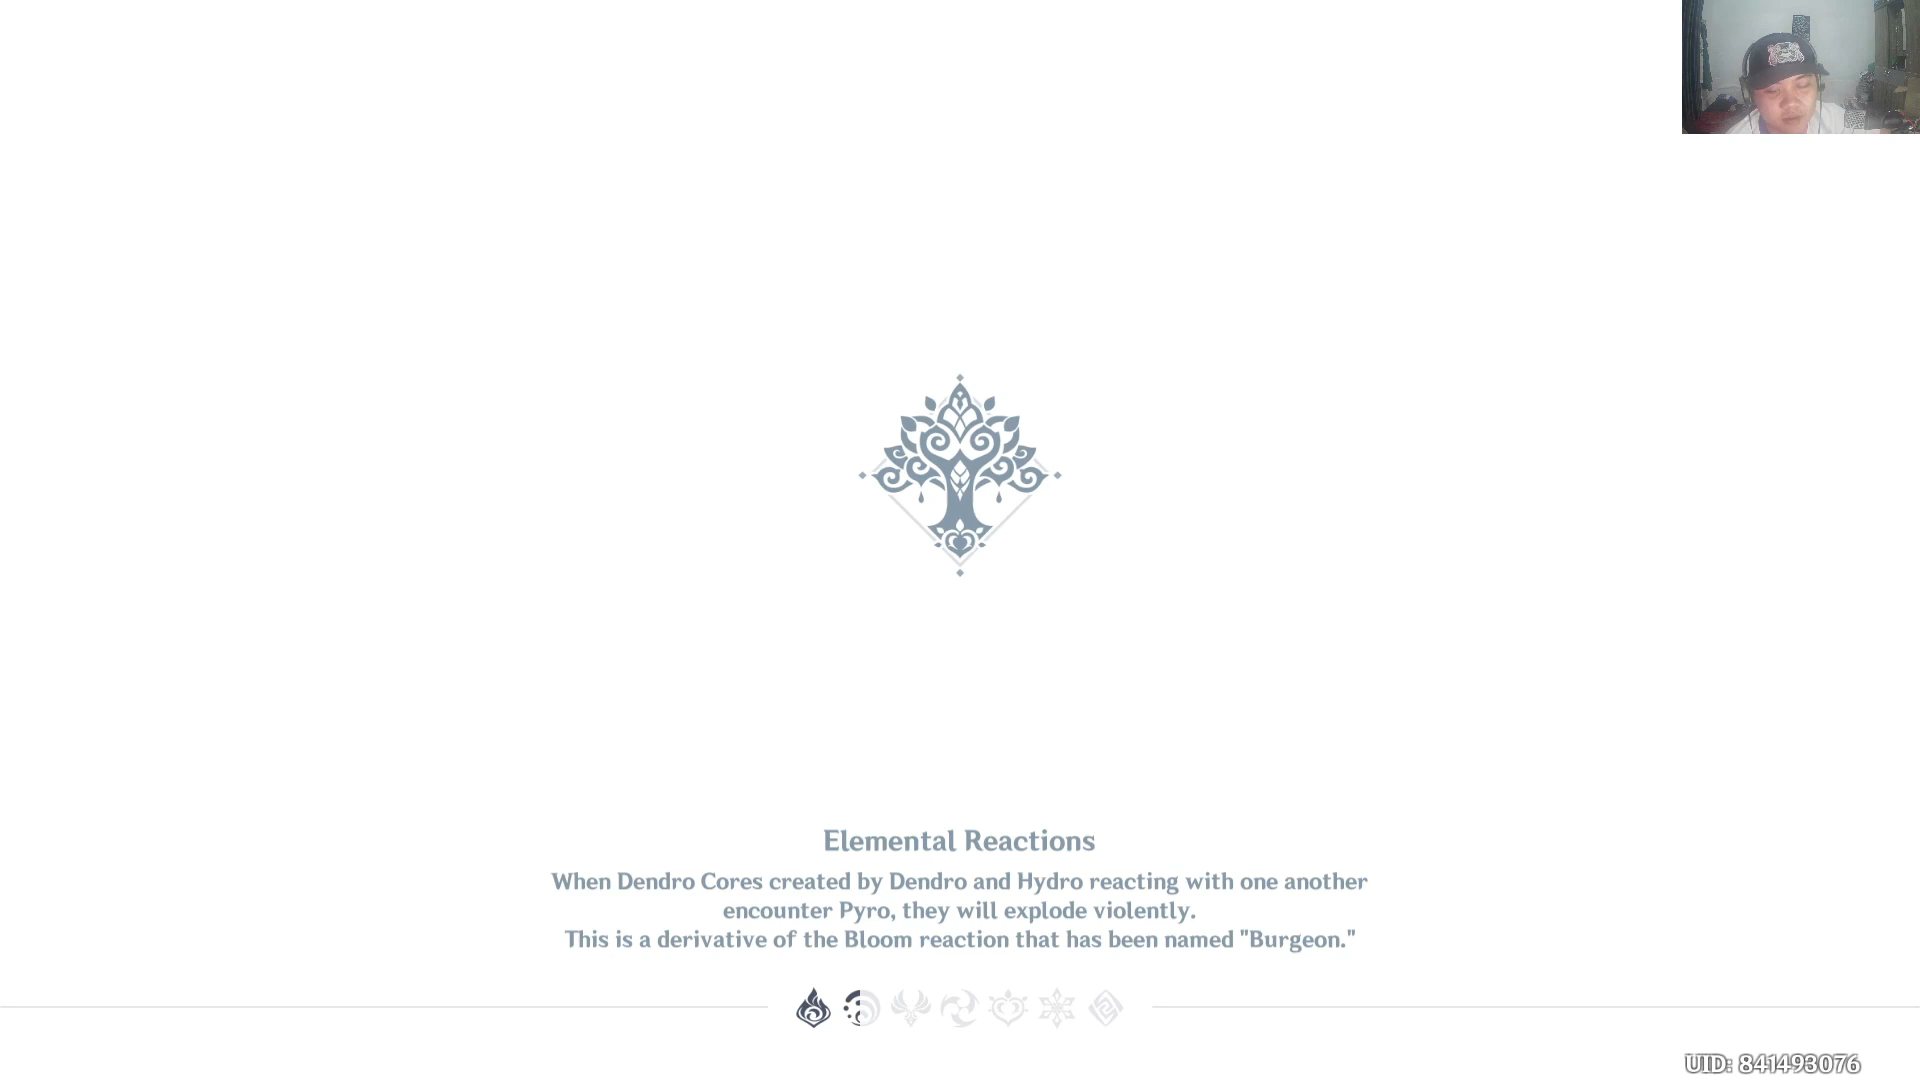 Elemental Reactions
When Dendro Cores created by Dendro and Hydro reacting with one another
encounter Pyro, they will explode violently.
This is a derivative of the Bloom reaction that has been named "Burgeon."
UID: 841493076